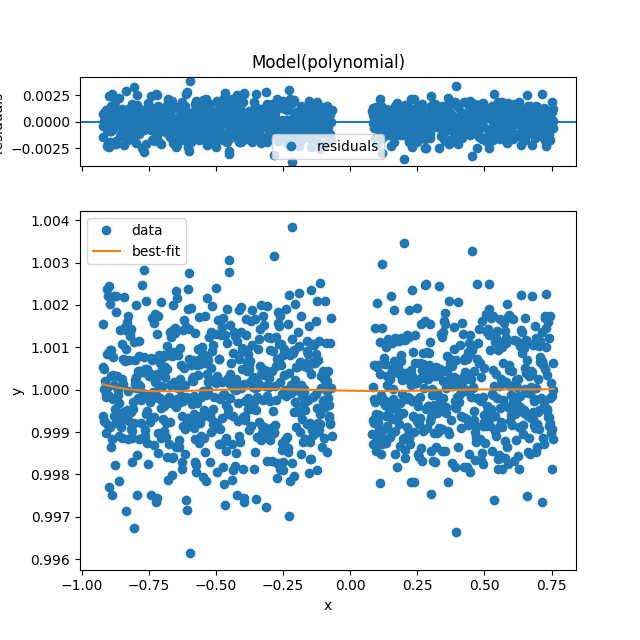 Model(polynomial)
0.0025
0.0000
−0.0025
residuals
residuals
1.004
1.003
1.002
1.001
1.000
0.999
0.998
0.997
0.996
y
data
best-fit
−1.00 −0.75 −0.50 −0.25 0.00 0.25 0.50 0.75
x